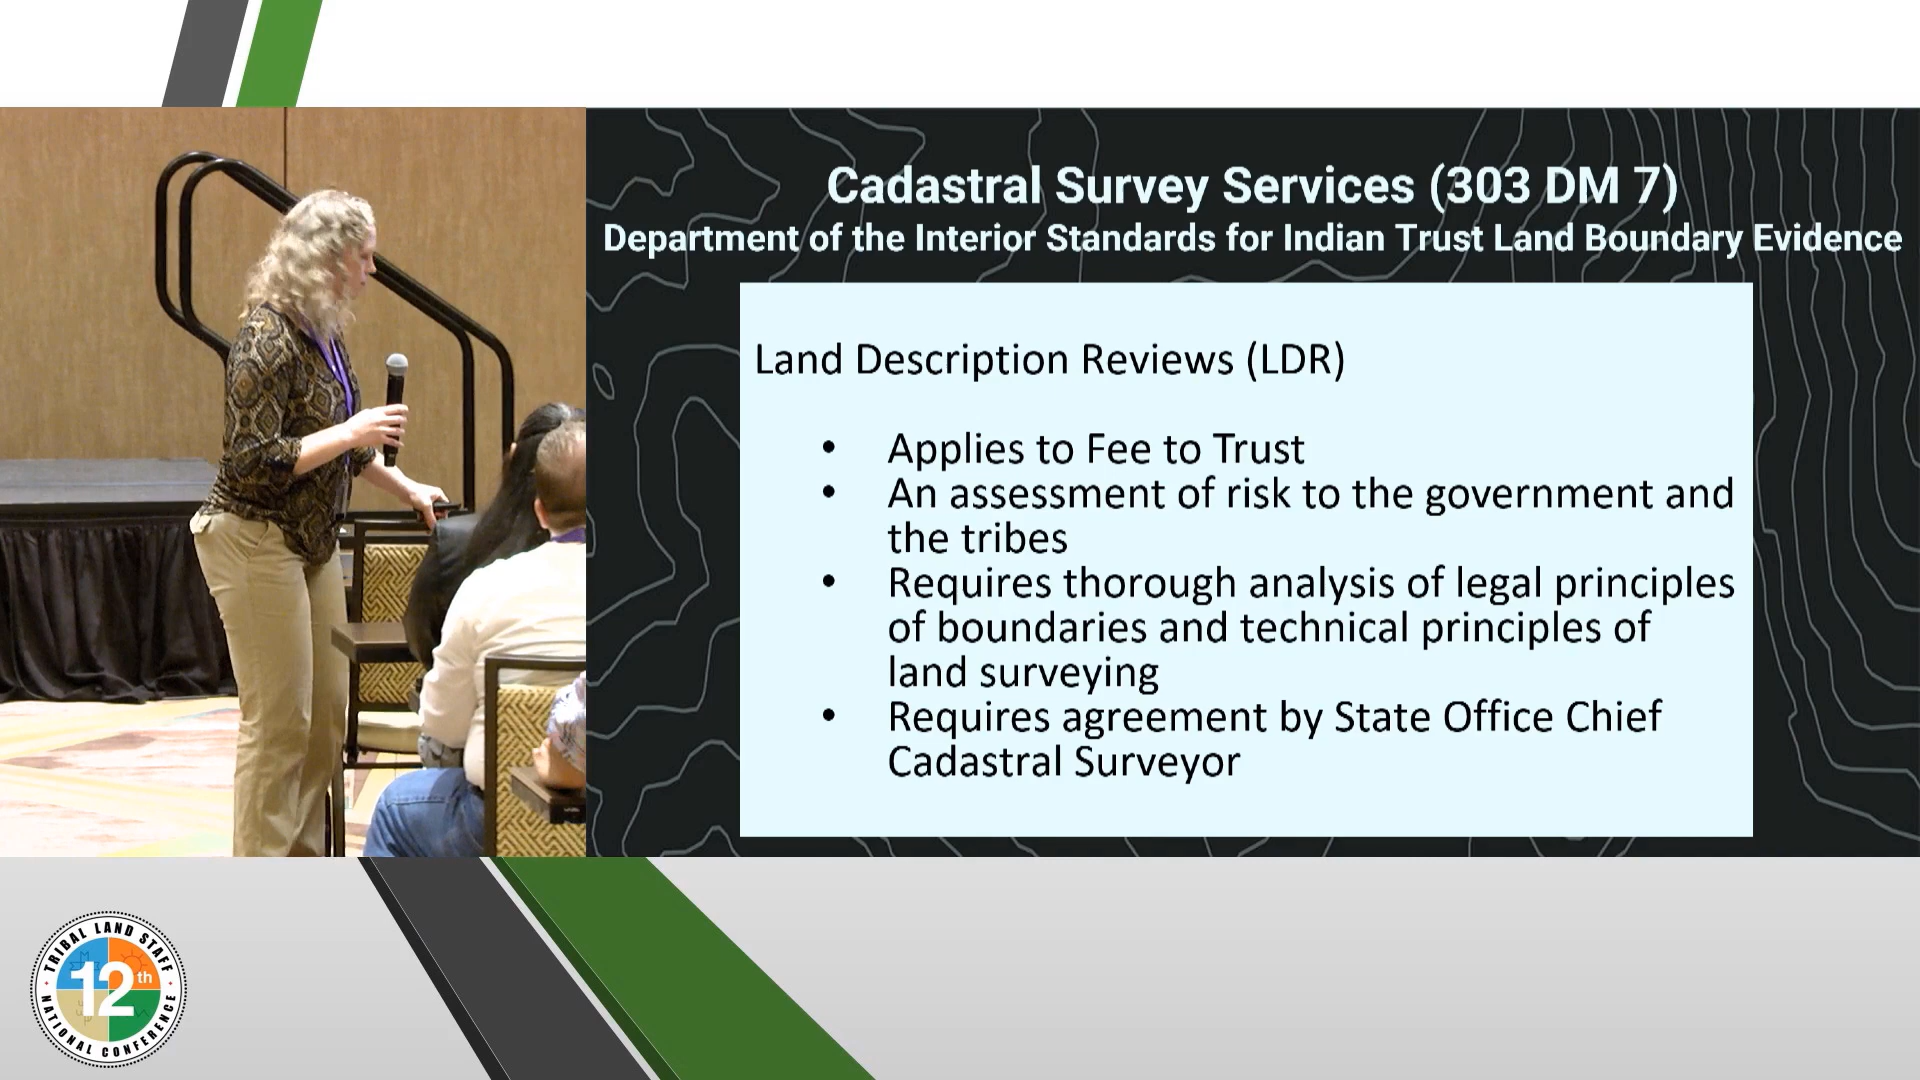 Cadastral Survey Services (303 DM 7)
Department of the Interior Standards for Indian Trust Land Boundary Evidence
Land Description Reviews (LDR)
• Applies to Fee to Trust
• An assessment of risk to the government and
the tribes
• Requires thorough analysis of legal principles
of boundaries and technical principles of
land surveying
• Requires agreement by State Office Chief
Cadastral Surveyor
TRIBAL LAND STAFF
12th
NATIONAL CONFERENCE